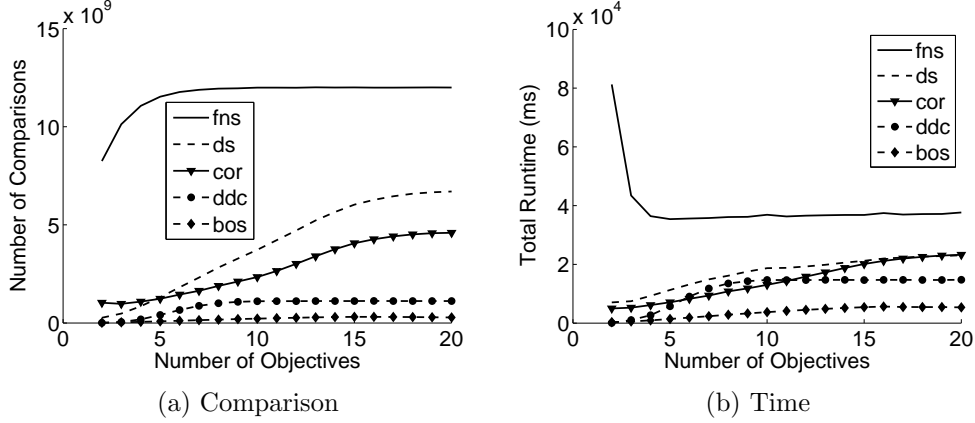 x 10^9
15
10
5
0
0 5 10 15 20
Number of Comparisons
Number of Objectives
fns
ds
cor
ddc
bos
(a) Comparison
x 10^4
10
8
6
4
2
0
0 5 10 15 20
Total Runtime (ms)
Number of Objectives
fns
ds
cor
ddc
bos
(b) Time